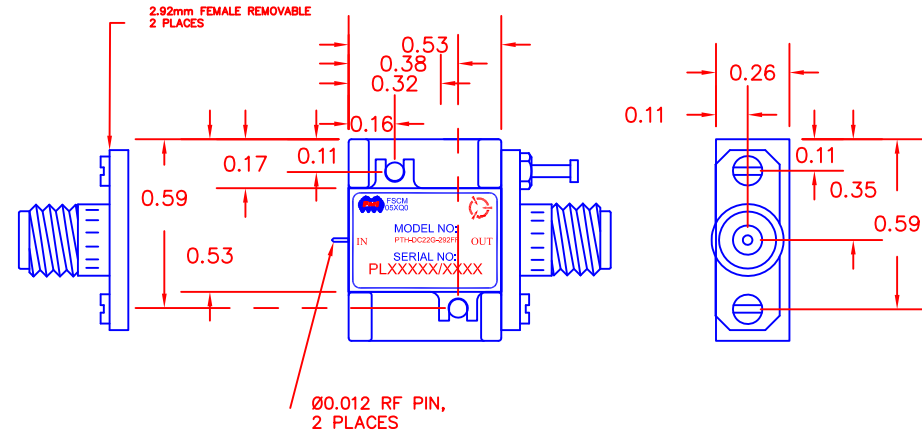 2.92mm FEMALE REMOVABLE
2 PLACES
0.53
0.38
0.32
0.16
0.11
0.17
0.59
0.53
0.26
0.11
0.11
0.35
0.59
FSCM
05XQ0
MODEL NO:
PTH-DC22G-292FF
IN
OUT
SERIAL NO:
PLXXXXX/XXXX
Ø0.012 RF PIN,
2 PLACES